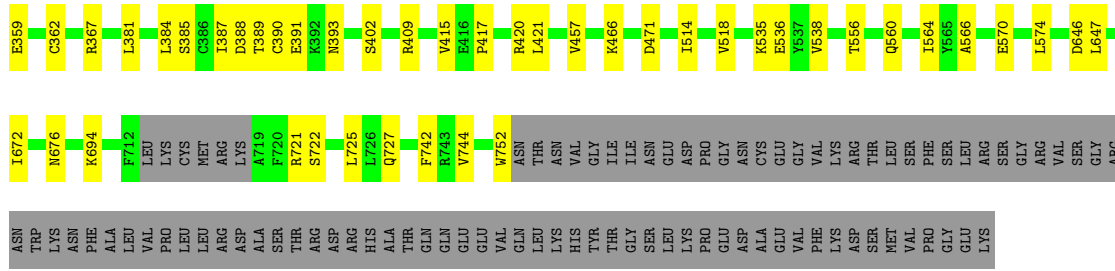 E359 C362 R367 L381 L384 S385 C386 I387 D388 T389 C390 E391 K392 N393 S402 R409 V415 E416 P417 R420 L421 V457 K466 D471 I514 V518 K535 E536 Y537 V538 T556 Q560 I564 Y565 A566 E570 L574 D646 L647
I672 N676 K694 F712 LEU LYS CYS MET ARG LYS A719 F720 R721 S722 L725 L726 Q727 F742 R743 V744 W752 ASN THR ASN VAL GLY ILE ILE ASN GLU ASP PRO GLY ASN CYS GLU GLY VAL LYS ARG THR LEU SER PHE SER LEU ARG SER GLY ARG VAL SER GLY ARG
ASN TRP LYS ASN PHE ALA LEU VAL PRO LEU LEU ARG ASP ALA SER THR ARG ASP ARG HIS ALA THR GLN GLN GLU GLU VAL GLN LEU LYS HIS TYR THR GLY SER LEU LYS PRO GLU ASP ALA GLU VAL PHE LYS ASP SER MET VAL PRO GLY GLU LYS